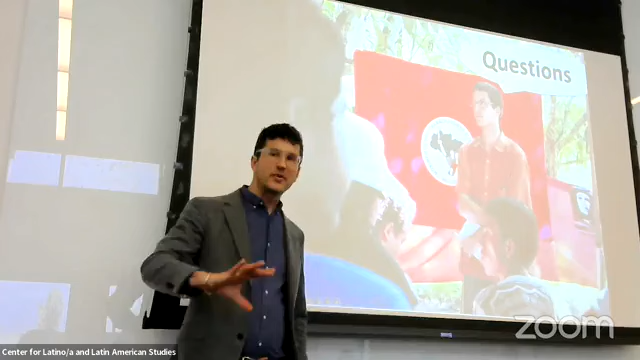 Questions
zoom
Center for Latino/a and Latin American Studies